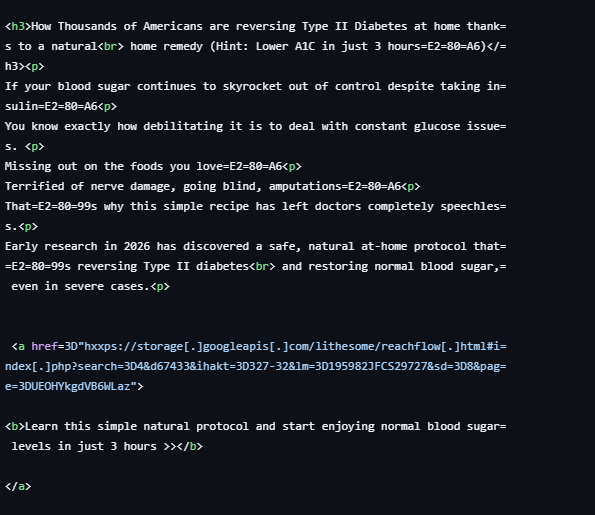 <h3>How Thousands of Americans are reversing Type II Diabetes at home thank=
s to a natural<br> home remedy (Hint: Lower A1C in just 3 hours=E2=80=A6)</=
h3><p>
If your blood sugar continues to skyrocket out of control despite taking in=
sulin=E2=80=A6<p>
You know exactly how debilitating it is to deal with constant glucose issue=
s. <p>
Missing out on the foods you love=E2=80=A6<p>
Terrified of nerve damage, going blind, amputations=E2=80=A6<p>
That=E2=80=99s why this simple recipe has left doctors completely speechles=
s.<p>
Early research in 2026 has discovered a safe, natural at-home protocol that=
=E2=80=99s reversing Type II diabetes<br> and restoring normal blood sugar,=
 even in severe cases.<p>
 <a href=3D"hxxps://storage[.]googleapis[.]com/lithesome/reachflow[.]html#i=
ndex[.]php?search=3D4&d67433&ihakt=3D327-32&lm=3D195982JFCS29727&sd=3D8&pag=
e=3DUEOHYkgdVB6WLaz">
<b>Learn this simple natural protocol and start enjoying normal blood sugar=
 levels in just 3 hours >></b>
</a>